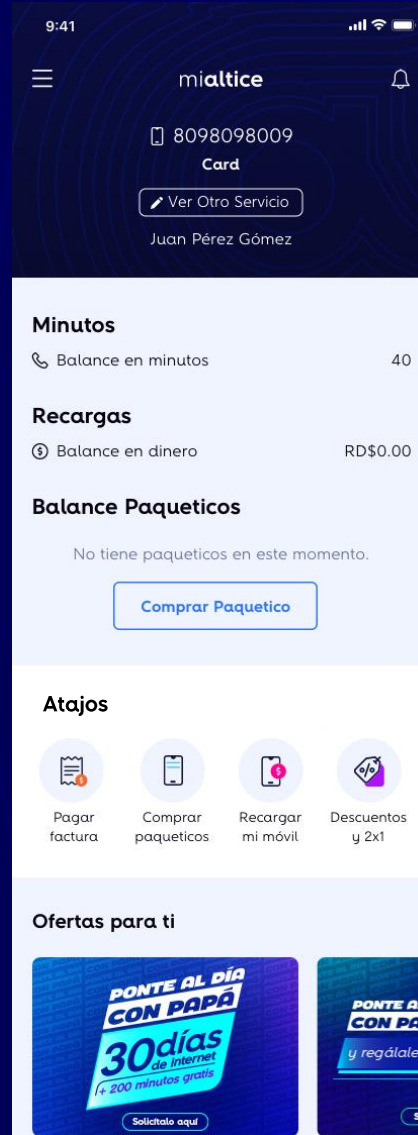 9:41
mialtice
8098098009
Card
Ver Otro Servicio
Juan Pérez Gómez
Minutos
Balance en minutos 40
Recargas
Balance en dinero RD$0.00
Balance Paqueticos
No tiene paqueticos en este momento.
Comprar Paquetico
Atajos
Pagar factura
Comprar paqueticos
Recargar mi móvil
Descuentos y 2x1
Ofertas para ti
PONTE AL DÍA
CON PAPÁ
30días
de Internet
+ 200 minutos gratis
Solicítalo aquí
PONTE A
CON PA
y regálale